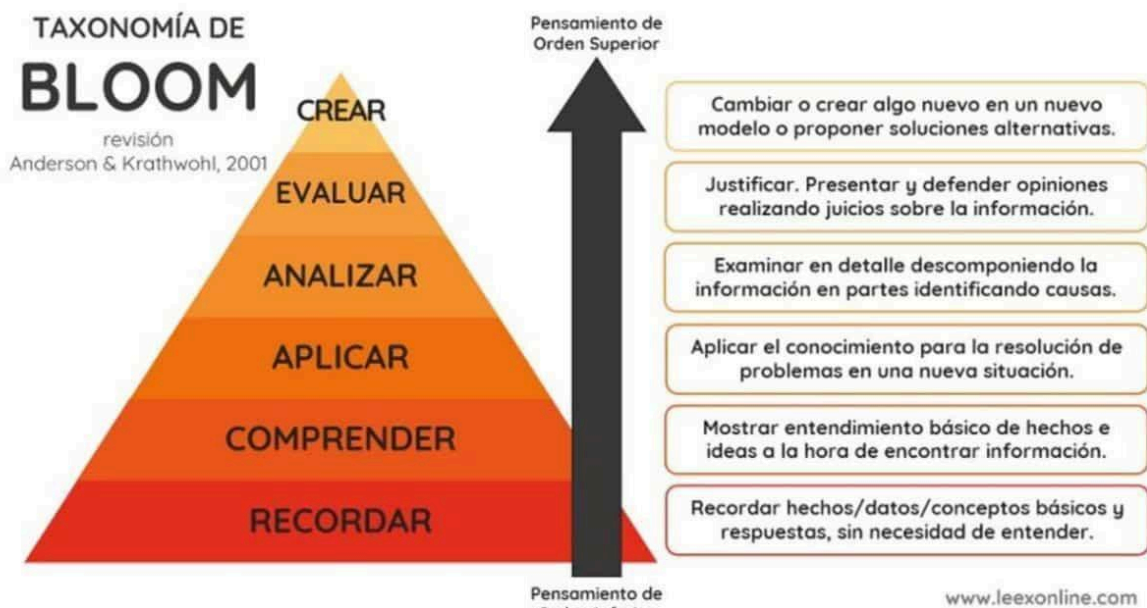 TAXONOMÍA DE
BLOOM
revisión
Anderson & Krathwohl, 2001
CREAR
EVALUAR
ANALIZAR
APLICAR
COMPRENDER
RECORDAR
Pensamiento de
Orden Superior
Cambiar o crear algo nuevo en un nuevo
modelo o proponer soluciones alternativas.
Justificar. Presentar y defender opiniones
realizando juicios sobre la información.
Examinar en detalle descomponiendo la
información en partes identificando causas.
Aplicar el conocimiento para la resolución de
problemas en una nueva situación.
Mostrar entendimiento básico de hechos e
ideas a la hora de encontrar información.
Recordar hechos/datos/conceptos básicos y
respuestas, sin necesidad de entender.
Pensamiento de
www.leexonline.com